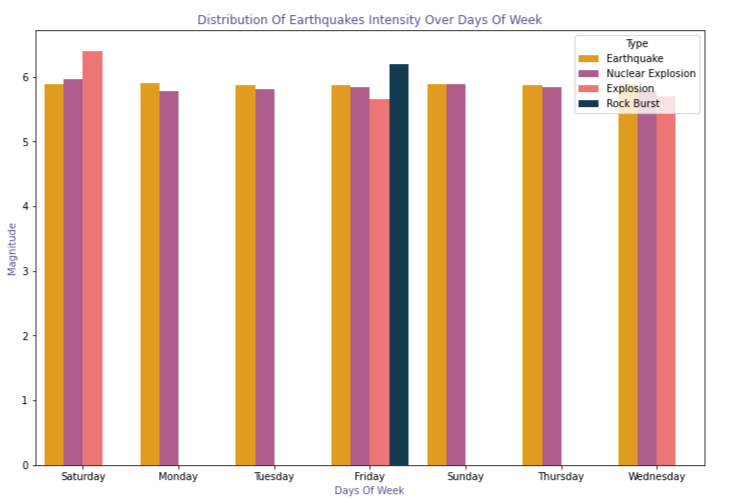 Distribution Of Earthquakes Intensity Over Days Of Week
Type
Earthquake
Nuclear Explosion
Explosion
Rock Burst
6
5
4
3
2
1
0
Magnitude
Saturday Monday Tuesday Friday Sunday Thursday Wednesday
Days Of Week